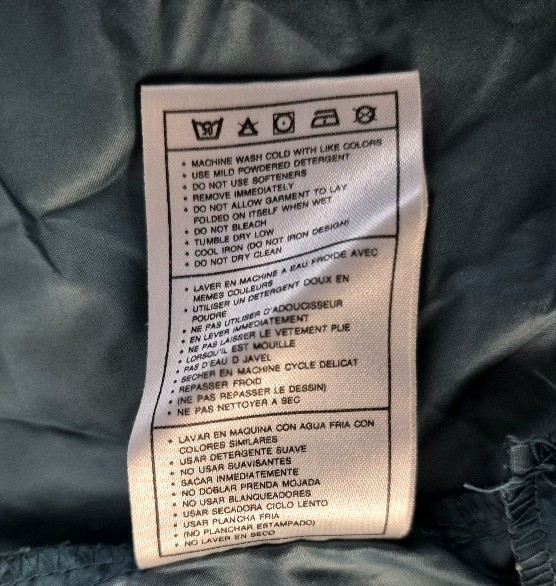 • MACHINE WASH COLD WITH LIKE COLORS
• USE MILD POWDERED DETERGENT
• DO NOT USE SOFTENERS
• REMOVE IMMEDIATELY
• DO NOT ALLOW GARMENT TO LAY
FOLDED ON ITSELF WHEN WET
• DO NOT BLEACH
• TUMBLE DRY LOW
• COOL IRON (DO NOT IRON DESIGN)
• DO NOT DRY CLEAN
• LAVER EN MACHINE A EAU FROIDE AVEC
MEMES COULEURS
• UTILISER UN DETERGENT DOUX EN
POUDRE
• NE PAS UTILISER D'ADOUCISSEUR
• EN LEVER IMMEDIATEMENT
• NE PAS LAISSER LE VETEMENT PLIE
LORSQU'IL EST MOUILLE
• PAS D'EAU D JAVEL
• SECHER EN MACHINE CYCLE DELICAT
• REPASSER FROID
• (NE PAS REPASSER LE DESSIN)
• NE PAS NETTOYER A SEC
• LAVAR EN MAQUINA CON AGUA FRIA CON
COLORES SIMILARES
• USAR DETERGENTE SUAVE
• NO USAR SUAVISANTES
• SACAR INMEDIATEMENTE
• NO DOBLAR PRENDA MOJADA
• NO USAR BLANQUEADORES
• USAR SECADORA CICLO LENTO
• USAR PLANCHA FRIA
• (NO PLANCHAR ESTAMPADO)
• NO LAVER EN SECO